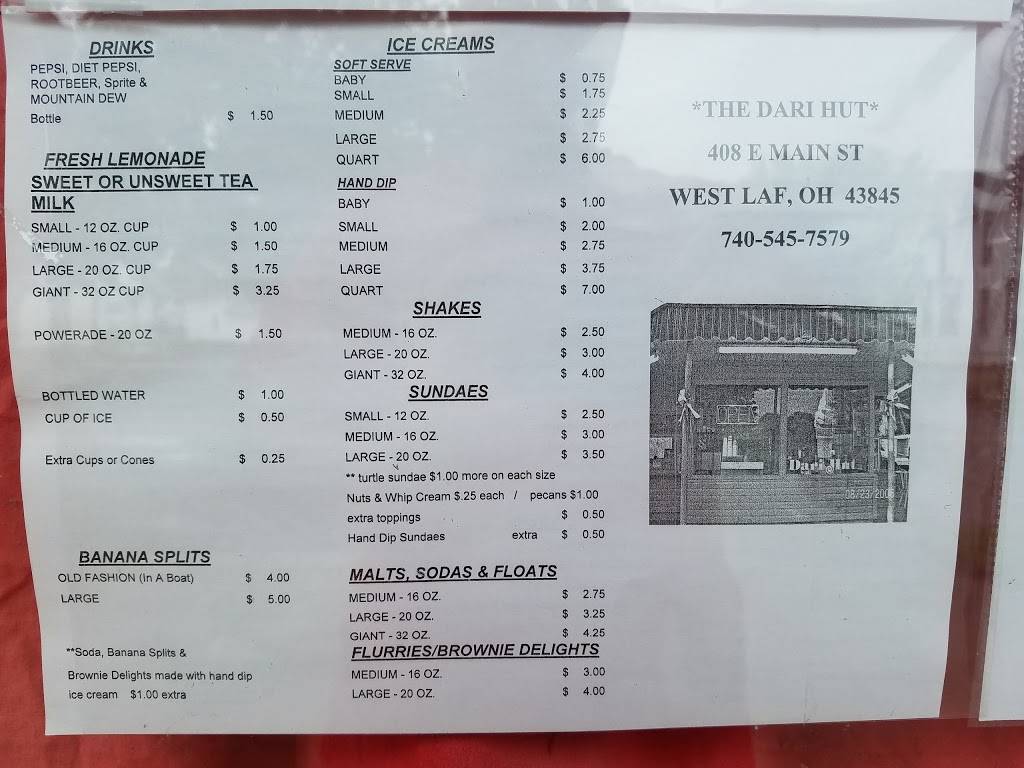 DRINKS
PEPSI, DIET PEPSI,
ROOTBEER, Sprite &
MOUNTAIN DEW
Bottle $ 1.50
FRESH LEMONADE
SWEET OR UNSWEET TEA
MILK
SMALL - 12 OZ. CUP $ 1.00
MEDIUM - 16 OZ. CUP $ 1.50
LARGE - 20 OZ. CUP $ 1.75
GIANT - 32 OZ CUP $ 3.25
POWERADE - 20 OZ $ 1.50
BOTTLED WATER $ 1.00
CUP OF ICE $ 0.50
Extra Cups or Cones $ 0.25
BANANA SPLITS
OLD FASHION (In A Boat) $ 4.00
LARGE $ 5.00
**Soda, Banana Splits &
Brownie Delights made with hand dip
ice cream $1.00 extra
ICE CREAMS
SOFT SERVE
BABY $ 0.75
SMALL $ 1.75
MEDIUM $ 2.25
LARGE $ 2.75
QUART $ 6.00
HAND DIP
BABY $ 1.00
SMALL $ 2.00
MEDIUM $ 2.75
LARGE $ 3.75
QUART $ 7.00
SHAKES
MEDIUM - 16 OZ. $ 2.50
LARGE - 20 OZ. $ 3.00
GIANT - 32 OZ. $ 4.00
SUNDAES
SMALL - 12 OZ. $ 2.50
MEDIUM - 16 OZ. $ 3.00
LARGE - 20 OZ. $ 3.50
** turtle sundae $1.00 more on each size
Nuts & Whip Cream $.25 each / pecans $1.00
extra toppings $ 0.50
Hand Dip Sundaes extra $ 0.50
MALTS, SODAS & FLOATS
MEDIUM - 16 OZ. $ 2.75
LARGE - 20 OZ. $ 3.25
GIANT - 32 OZ. $ 4.25
FLURRIES/BROWNIE DELIGHTS
MEDIUM - 16 OZ. $ 3.00
LARGE - 20 OZ. $ 4.00
*THE DARI HUT*
408 E MAIN ST
WEST LAF, OH 43845
740-545-7579
Dari Hut